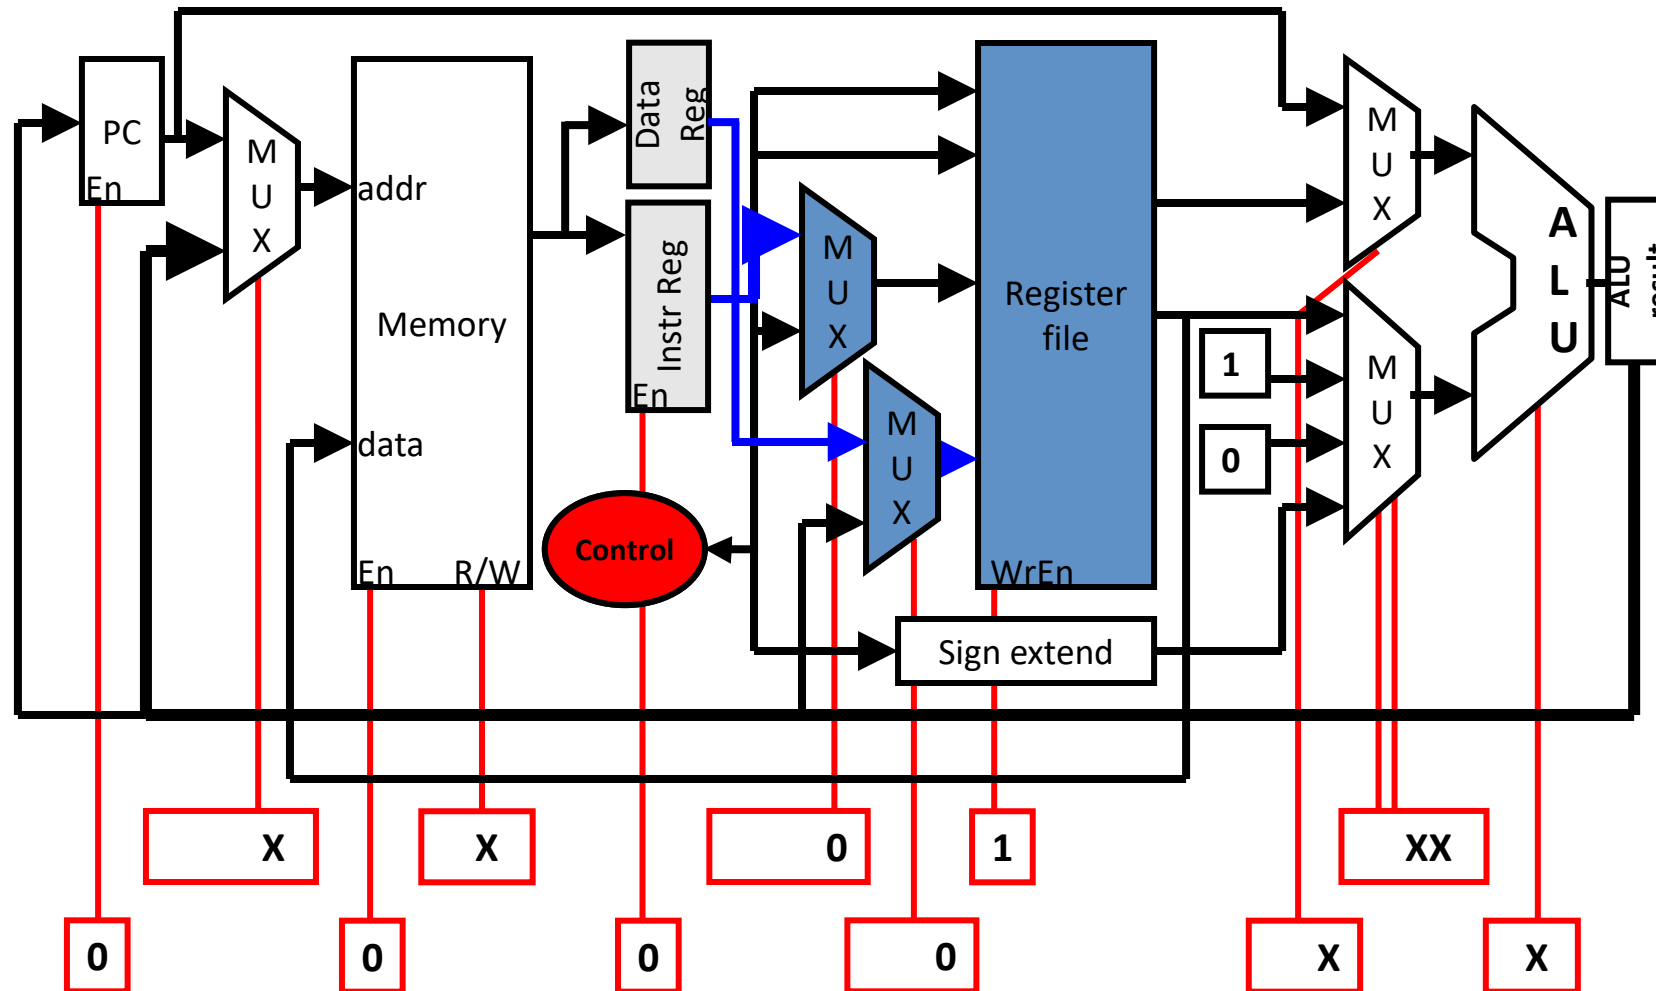 PC
En
M
U
X
addr
data
Memory
En
R/W
Data
Reg
Instr Reg
En
Control
M
U
X
M
U
X
Register
file
WrEn
Sign extend
M
U
X
1
0
M
U
X
A
L
U
ALU
result
X
X
0
1
XX
0
0
0
0
X
X